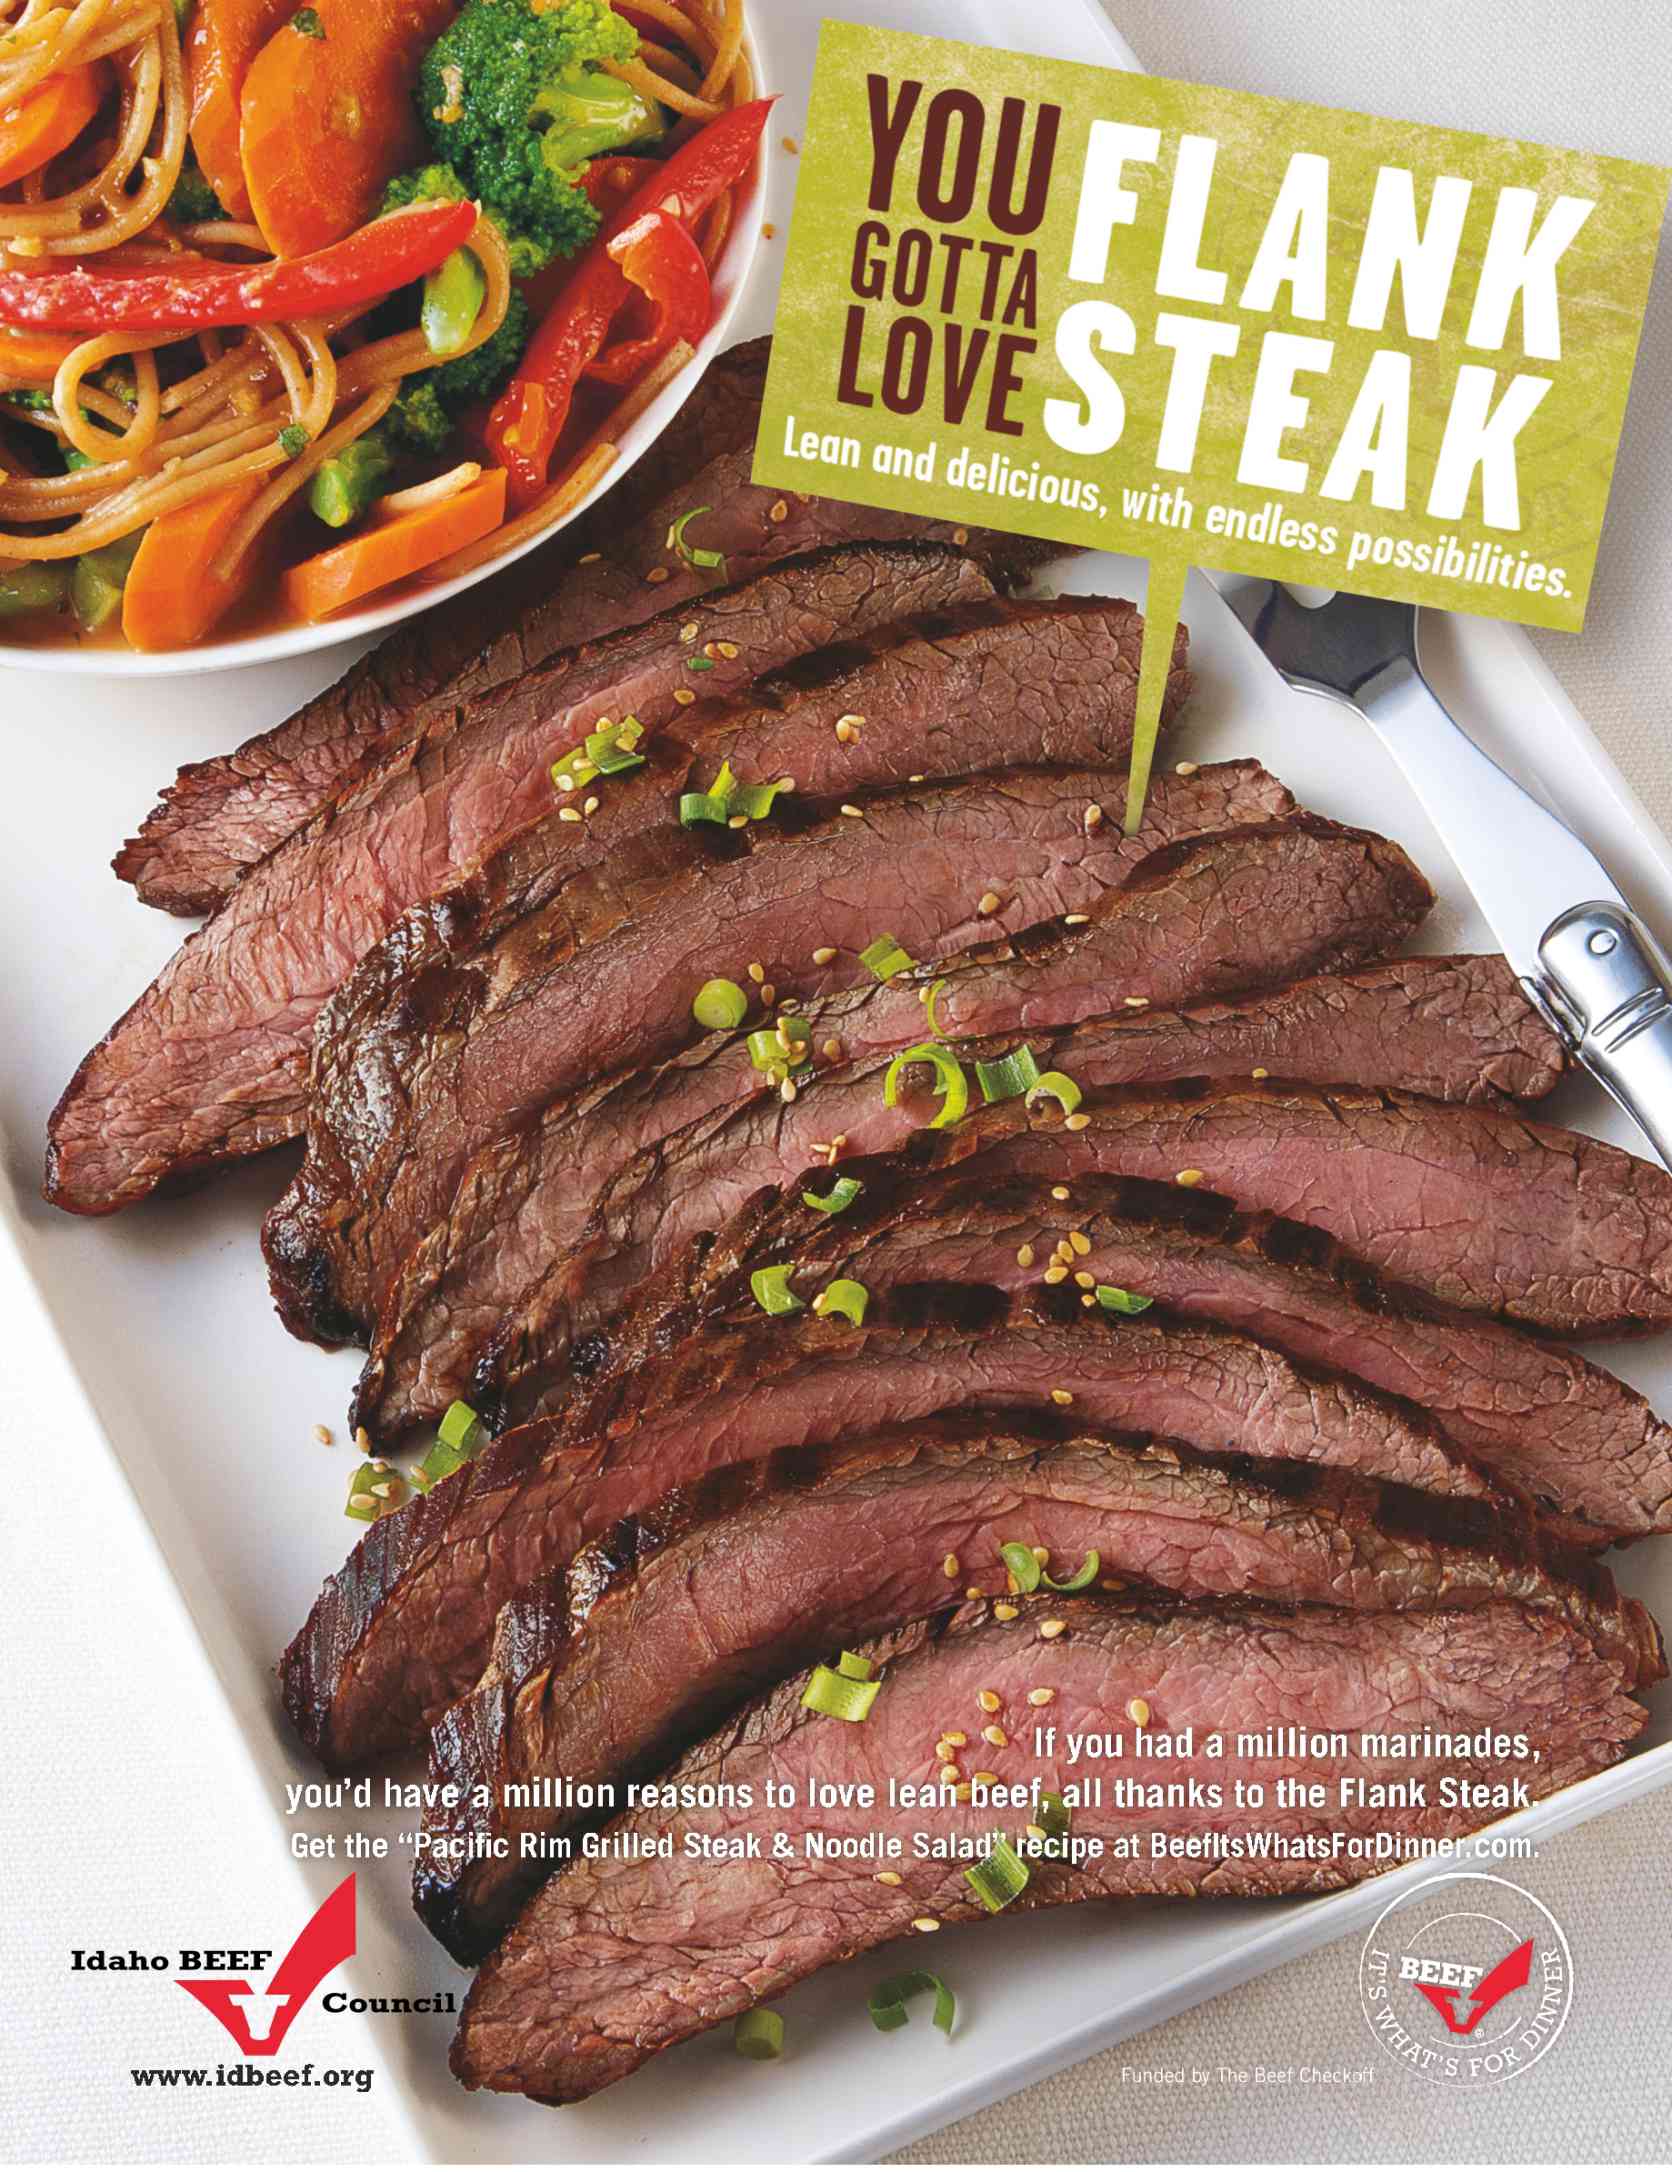 YOU
GOTTA
LOVE
FLANK
STEAK
Lean and delicious, with endless possibilities.
If you had a million marinades,
you'd have a million reasons to love lean beef, all thanks to the Flank Steak.
Get the “Pacific Rim Grilled Steak & Noodle Salad” recipe at BeefItsWhatsForDinner.com.
Idaho BEEF
Council
www.idbeef.org
BEEF
®
IT'S WHAT'S FOR DINNER
Funded by The Beef Checkoff